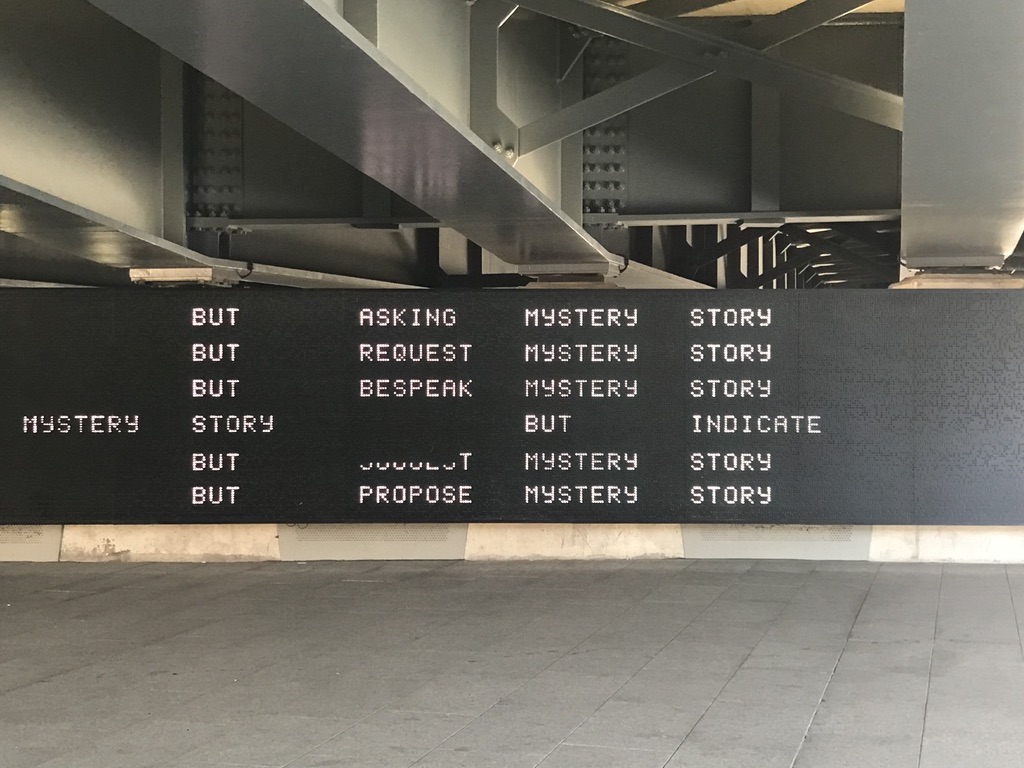 BUT ASKING MYSTERY STORY
BUT REQUEST MYSTERY STORY
BUT BESPEAK MYSTERY STORY
MYSTERY STORY BUT INDICATE
BUT MYSTERY STORY
BUT PROPOSE MYSTERY STORY